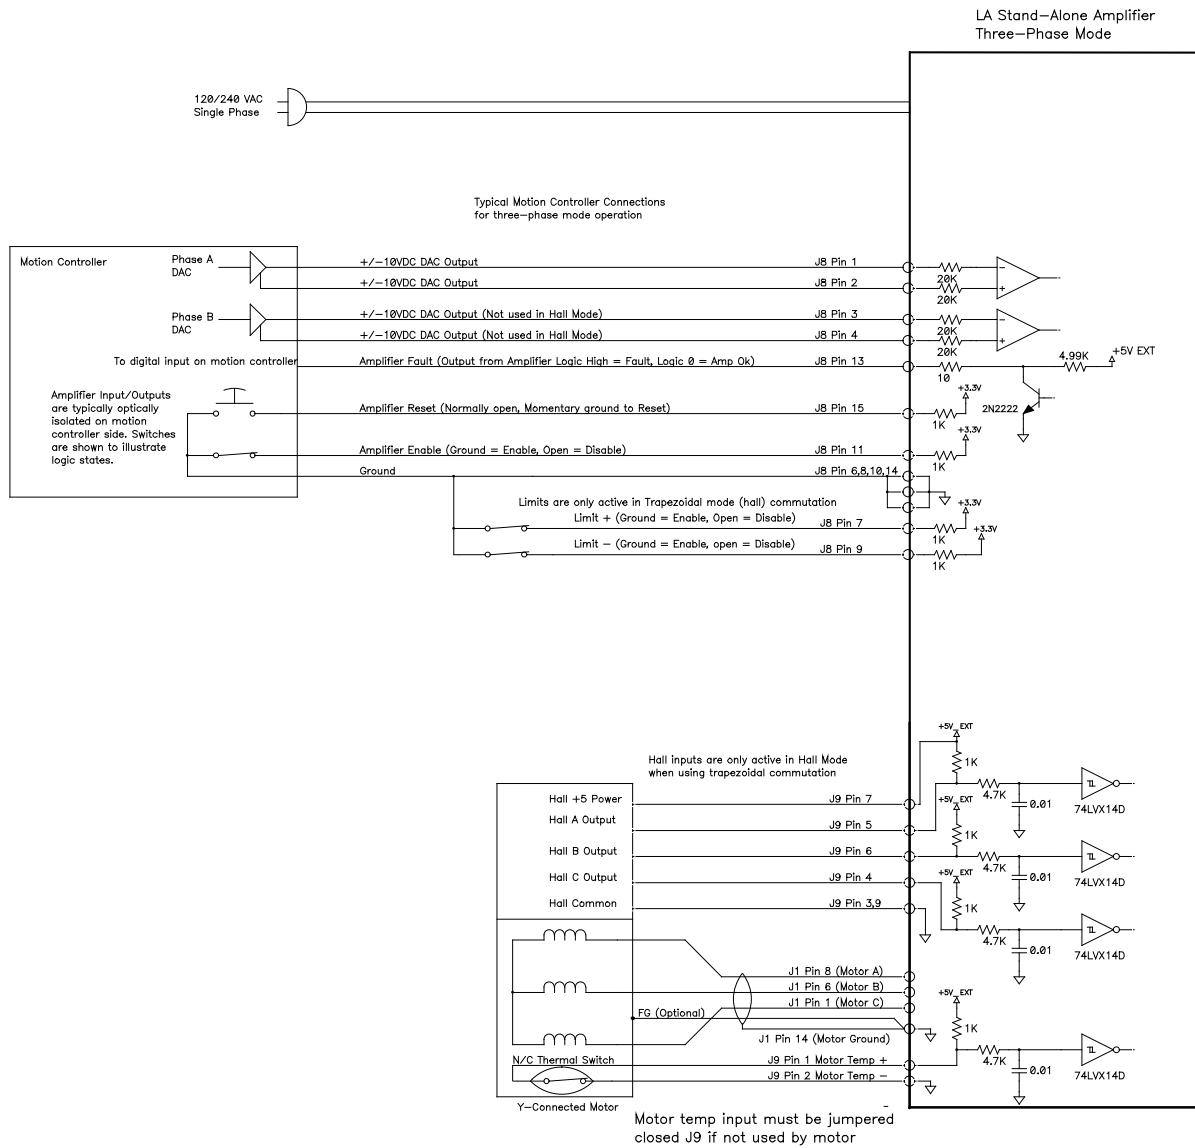 LA Stand-Alone Amplifier
Three-Phase Mode
120/240 VAC
Single Phase
Typical Motion Controller Connections
for three-phase mode operation
Motion Controller
Phase A
DAC
+/-10VDC DAC Output
J8 Pin 1
20K
+/-10VDC DAC Output
J8 Pin 2
20K
Phase B
DAC
+/-10VDC DAC Output (Not used in Hall Mode)
J8 Pin 3
20K
+/-10VDC DAC Output (Not used in Hall Mode)
J8 Pin 4
20K
To digital input on motion controller
Amplifier Fault (Output from Amplifier Logic High = Fault, Logic 0 = Amp Ok)
J8 Pin 13
10
4.99K
+5V EXT
2N2222
Amplifier Input/Outputs
are typically optically
isolated on motion
controller side. Switches
are shown to illustrate
logic states.
Amplifier Reset (Normally open, Momentary ground to Reset)
J8 Pin 15
+3.3V
1K
Amplifier Enable (Ground = Enable, Open = Disable)
J8 Pin 11
+3.3V
1K
Ground
J8 Pin 6,8,10,14
Limits are only active in Trapezoidal mode (hall) commutation
Limit + (Ground = Enable, Open = Disable)
J8 Pin 7
+3.3V
1K
Limit - (Ground = Enable, open = Disable)
J8 Pin 9
+3.3V
1K
Hall inputs are only active in Hall Mode
when using trapezoidal commutation
+5V_EXT
1K
4.7K
0.01
74LVX14D
Hall +5 Power
J9 Pin 7
Hall A Output
J9 Pin 5
+5V_EXT
1K
Hall B Output
J9 Pin 6
4.7K
0.01
74LVX14D
Hall C Output
J9 Pin 4
+5V_EXT
1K
Hall Common
J9 Pin 3,9
4.7K
0.01
74LVX14D
J1 Pin 8 (Motor A)
J1 Pin 6 (Motor B)
J1 Pin 1 (Motor C)
FG (Optional)
J1 Pin 14 (Motor Ground)
+5V_EXT
1K
4.7K
0.01
74LVX14D
N/C Thermal Switch
J9 Pin 1 Motor Temp +
J9 Pin 2 Motor Temp -
Y-Connected Motor
Motor temp input must be jumpered
closed J9 if not used by motor